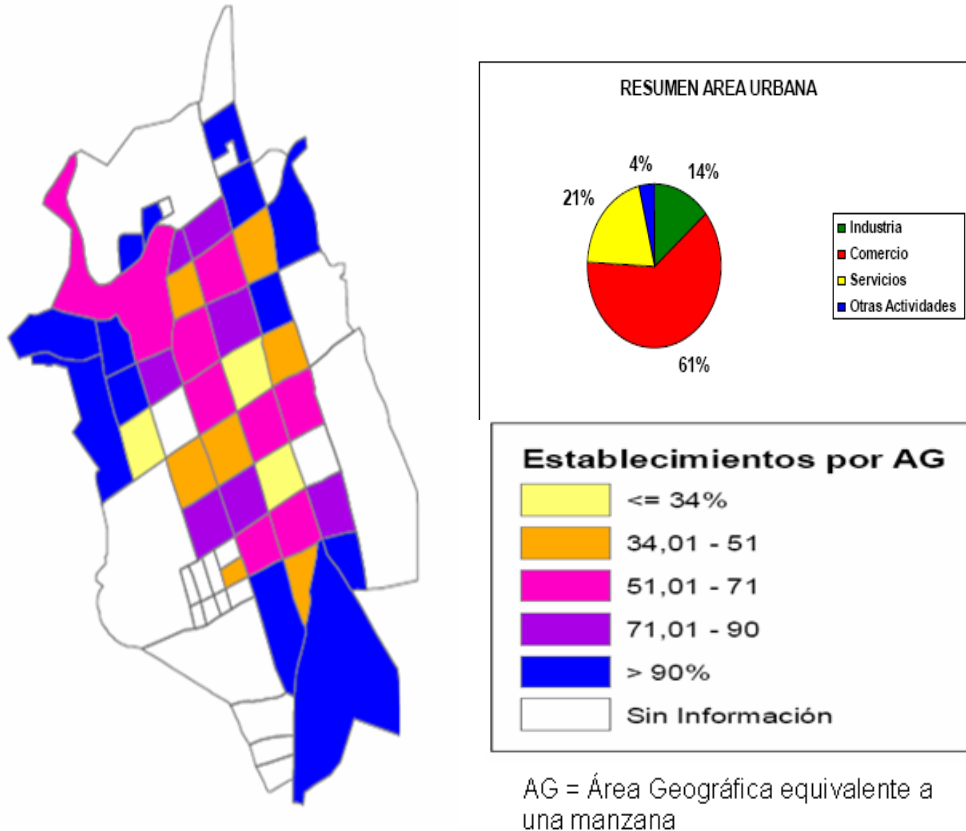 RESUMEN AREA URBANA
4%
14%
21%
61%
Industria
Comercio
Servicios
Otras Actividades
Establecimientos por AG
<= 34%
34,01 - 51
51,01 - 71
71,01 - 90
> 90%
Sin Información
AG = Área Geográfica equivalente a
una manzana